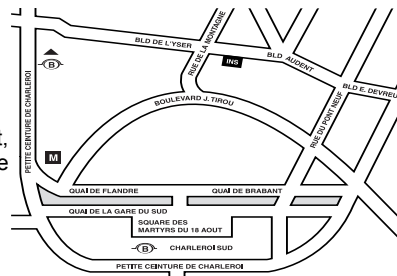 BLD DE L'YSER
RUE DE LA MONTAGNE
INS
BLD AUDENT
BLD E. DEVREU
B
PETITE CEINTURE DE CHARLEROI
BOULEVARD J. TIROU
RUE DU PONT NEUF
t,
M
e
QUAI DE FLANDRE
QUAI DE BRABANT
QUAI DE LA GARE DU SUD
SQUARE DES
MARTYRS DU 18 AOUT
B
CHARLEROI SUD
PETITE CEINTURE DE CHARLEROI